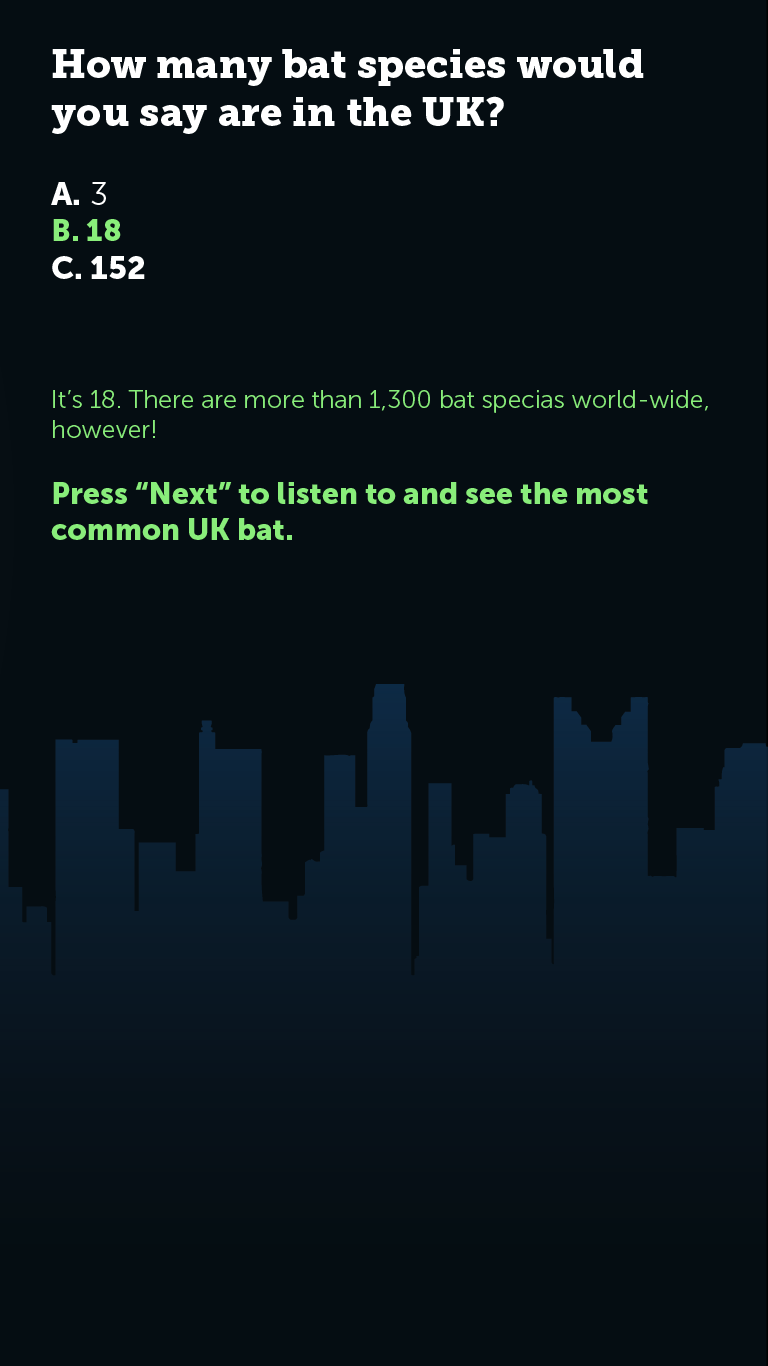 How many bat species would
you say are in the UK?
A. 3
B. 18
C. 152
It’s 18. There are more than 1,300 bat specias world-wide,
however!
Press “Next” to listen to and see the most
common UK bat.